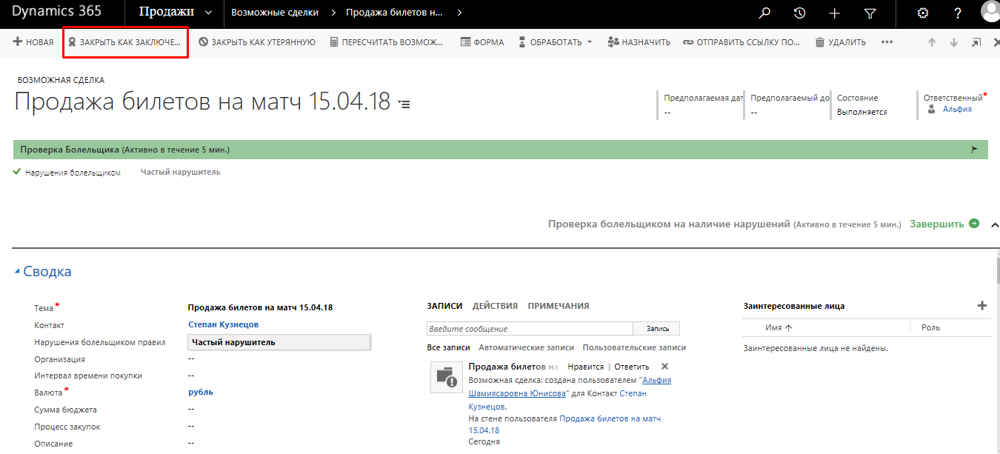 Dynamics 365 Продажи Возможные сделки Продажа билетов н... ?
НОВАЯ ЗАКРЫТЬ КАК ЗАКЛЮЧЕ... ЗАКРЫТЬ КАК УТЕРЯННУЮ ПЕРЕСЧИТАТЬ ВОЗМОЖ... ФОРМА ОБРАБОТАТЬ НАЗНАЧИТЬ ОТПРАВИТЬ ССЫЛКУ ПО... УДАЛИТЬ ...
ВОЗМОЖНАЯ СДЕЛКА
Продажа билетов на матч 15.04.18
Предполагаемая дат Предполагаемый до Состояние Ответственный*
-- -- Выполняется Альфия
Проверка Болельщика (Активно в течение 5 мин.)
Нарушения болельщиком Частый нарушитель
Проверка болельщиком на наличие нарушений (Активно в течение 5 мин.) Завершить
Сводка
Тема* Продажа билетов на матч 15.04.18
Контакт Степан Кузнецов
Нарушения болельщиком правил Частый нарушитель
Организация --
Интервал времени покупки --
Валюта* рубль
Сумма бюджета --
Процесс закупок --
Описание --
ЗАПИСИ ДЕЙСТВИЯ ПРИМЕЧАНИЯ
Введите сообщение Запись
Все записи Автоматические записи Пользовательские записи
Продажа билетов на Нравится | Ответить
Возможная сделка: создана пользователем "Альфия
Шамиясаровна Юнисова" для Контакт Степан
Кузнецов.
На стене пользователя Продажа билетов на матч
15.04.18
Сегодня
Заинтересованные лица
Имя Роль
Заинтересованные лица не найдены.